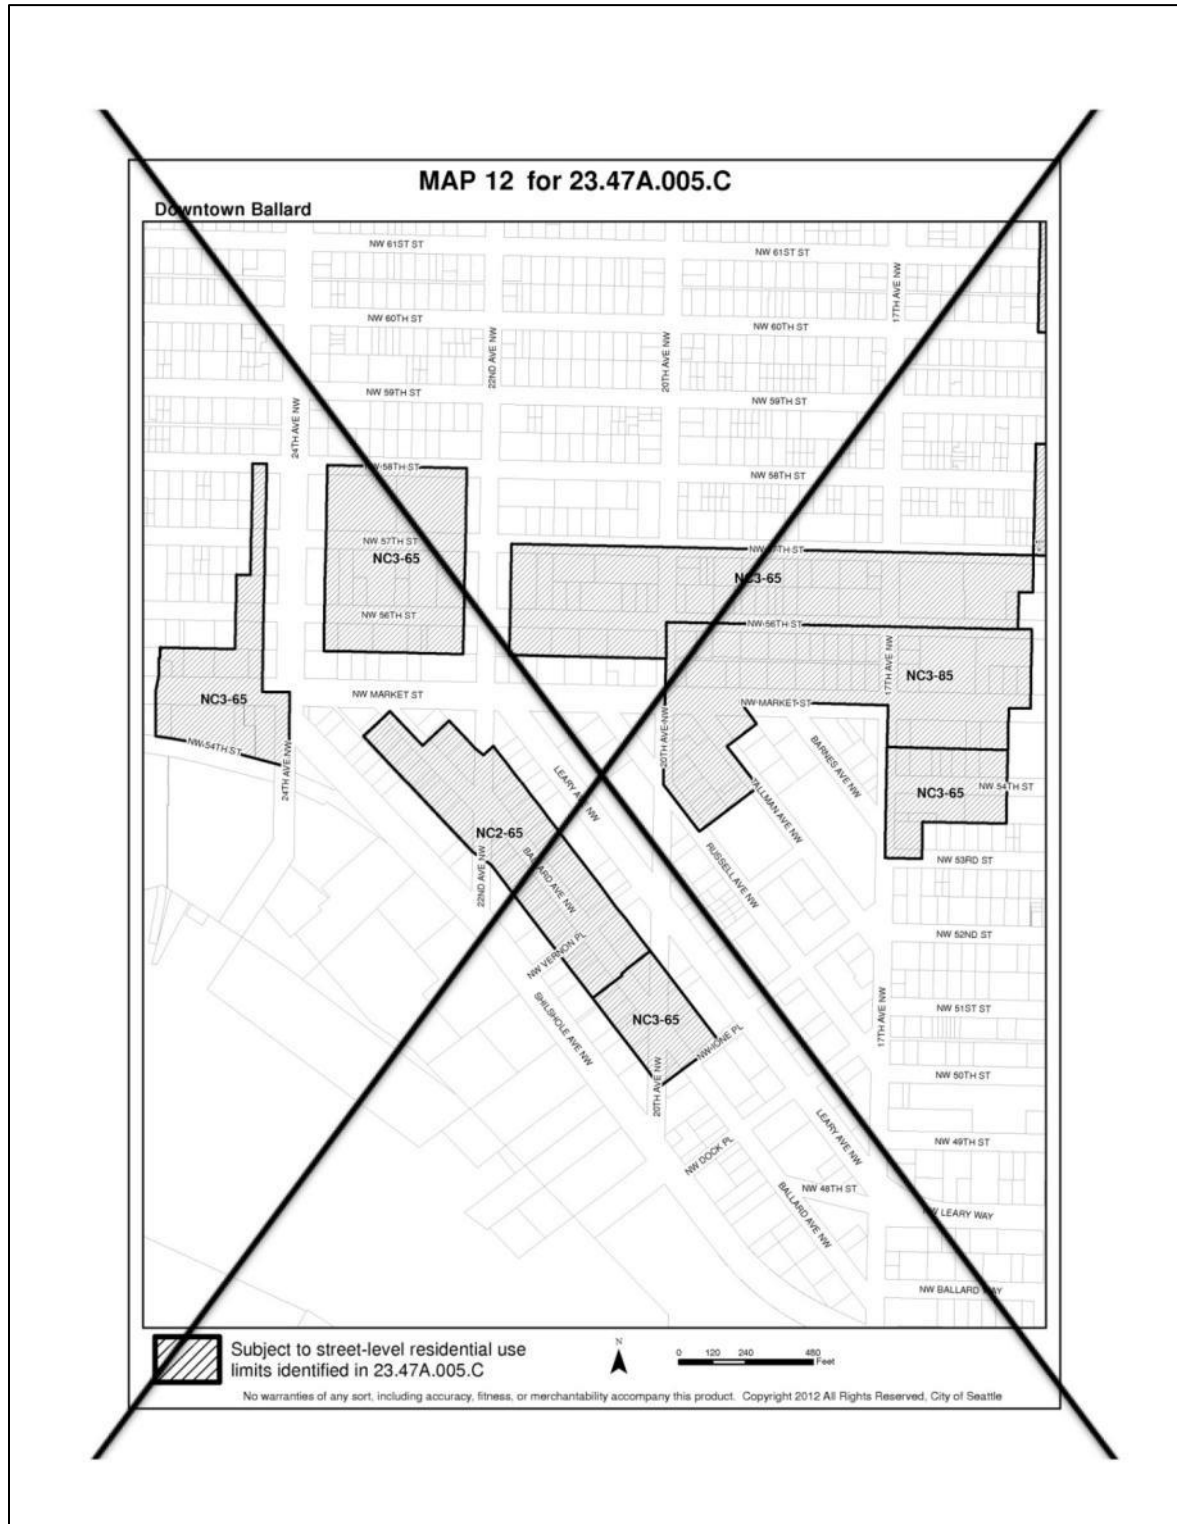 MAP 12 for 23.47A.005.C
Downtown Ballard
NW 61ST ST
NW 61ST ST
17TH AVE NW
NW 60TH ST
NW 60TH ST
22ND AVE NW
20TH AVE NW
NW 59TH ST
NW 59TH ST
24TH AVE NW
NW 58TH ST
NW 58TH ST
NW 57TH ST
NC3-65
NW 57TH ST
NC3-65
NW 56TH ST
NW 56TH ST
17TH AVE NW
NC3-85
NC3-65
NW MARKET ST
NW MARKET ST
20TH AVE NW
NW 54TH ST
24TH AVE NW
BARNES AVE NW
LEARY AVE NW
TALLMAN AVE NW
NW 54TH ST
NC3-65
NC2-65
BALLARD AVE NW
22ND AVE NW
RUSSELL AVE NW
NW 53RD ST
NW 52ND ST
NW VERNON PL
SHILSHOLE AVE NW
NC3-65
NW IONE PL
17TH AVE NW
NW 51ST ST
20TH AVE NW
NW 50TH ST
LEARY AVE NW
NW DOCK PL
NW 49TH ST
NW 48TH ST
BALLARD AVE NW
NW LEARY WAY
NW BALLARD WAY
Subject to street-level residential use
limits identified in 23.47A.005.C
N
0 120 240 480
Feet
No warranties of any sort, including accuracy, fitness, or merchantability accompany this product. Copyright 2012 All Rights Reserved, City of Seattle